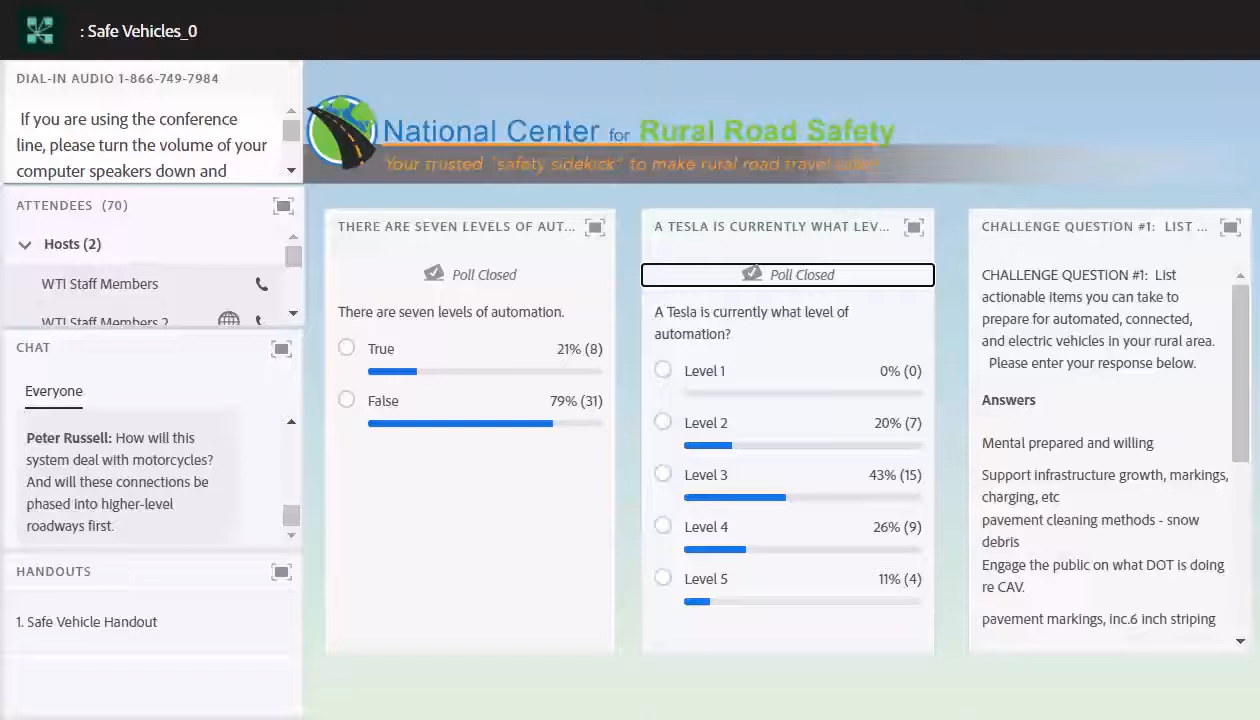 : Safe Vehicles_0
DIAL-IN AUDIO 1-866-749-7984
If you are using the conference
line, please turn the volume of your
computer speakers down and
ATTENDEES (70)
Hosts (2)
WTI Staff Members
WTI Staff Members 2
CHAT
Everyone
Peter Russell: How will this
system deal with motorcycles?
And will these connections be
phased into higher-level
roadways first.
HANDOUTS
1. Safe Vehicle Handout
National Center for Rural Road Safety
Your trusted "safety sidekick" to make rural road travel safer!
THERE ARE SEVEN LEVELS OF AUT...
Poll Closed
There are seven levels of automation.
True 21% (8)
False 79% (31)
A TESLA IS CURRENTLY WHAT LEV...
Poll Closed
A Tesla is currently what level of
automation?
Level 1 0% (0)
Level 2 20% (7)
Level 3 43% (15)
Level 4 26% (9)
Level 5 11% (4)
CHALLENGE QUESTION #1: LIST ...
CHALLENGE QUESTION #1: List
actionable items you can take to
prepare for automated, connected,
and electric vehicles in your rural area.
Please enter your response below.
Answers
Mental prepared and willing
Support infrastructure growth, markings,
charging, etc
pavement cleaning methods - snow
debris
Engage the public on what DOT is doing
re CAV.
pavement markings, inc.6 inch striping